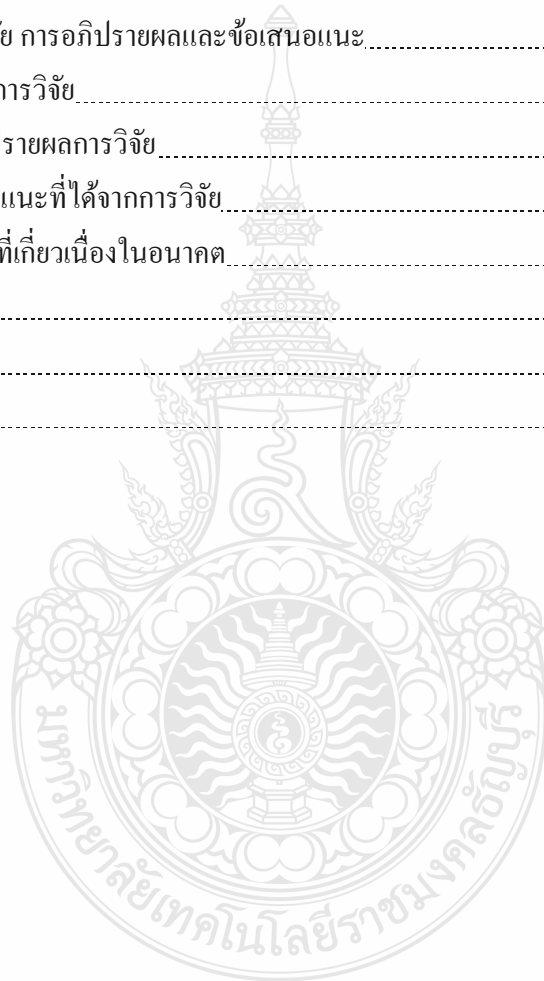 ย การอภิปรายผลและข้อเสนอแนะ
การวิจัย
รายผลการวิจัย
แนะที่ได้จากการวิจัย
ที่เกี่ยวเนื่องในอนาคต
มหาวิทยาลัยเทคโนโลยีราชมงคลธัญบุรี